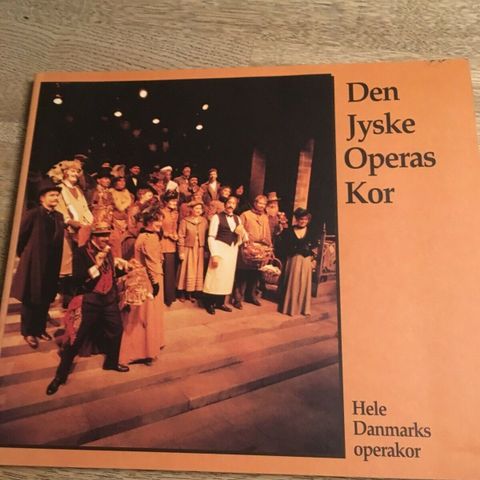 Den
Jyske
Operas
Kor
Hele
Danmarks
operakor